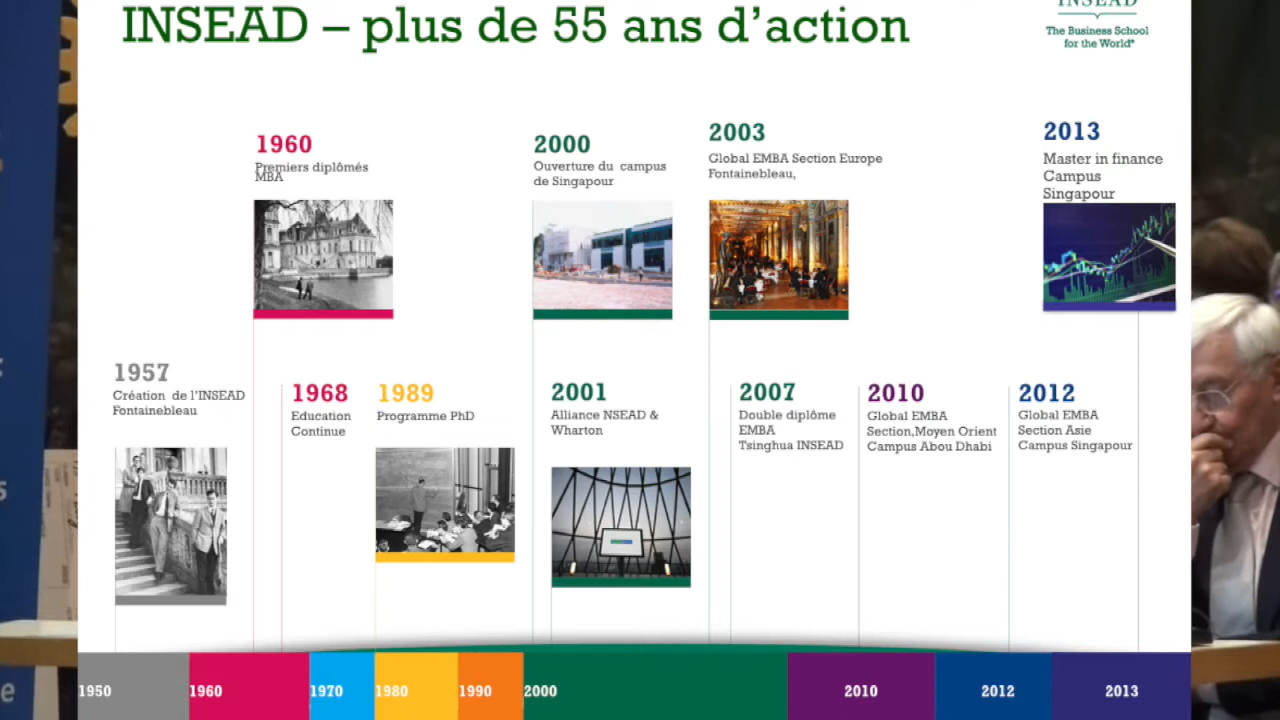 INSEAD – plus de 55 ans d'action
INSEAD
The Business School
for the World®
1960
Premiers diplômés
MBA
2000
Ouverture du campus
de Singapour
2003
Global EMBA Section Europe
Fontainebleau,
2013
Master in finance
Campus
Singapour
1957
Création de l'INSEAD
Fontainebleau
1968
Education
Continue
1989
Programme PhD
2001
Alliance NSEAD &
Wharton
2007
Double diplôme
EMBA
Tsinghua INSEAD
2010
Global EMBA
Section,Moyen Orient
Campus Abou Dhabi
2012
Global EMBA
Section Asie
Campus Singapour
1950
1960
1970
1980
1990
2000
2010
2012
2013